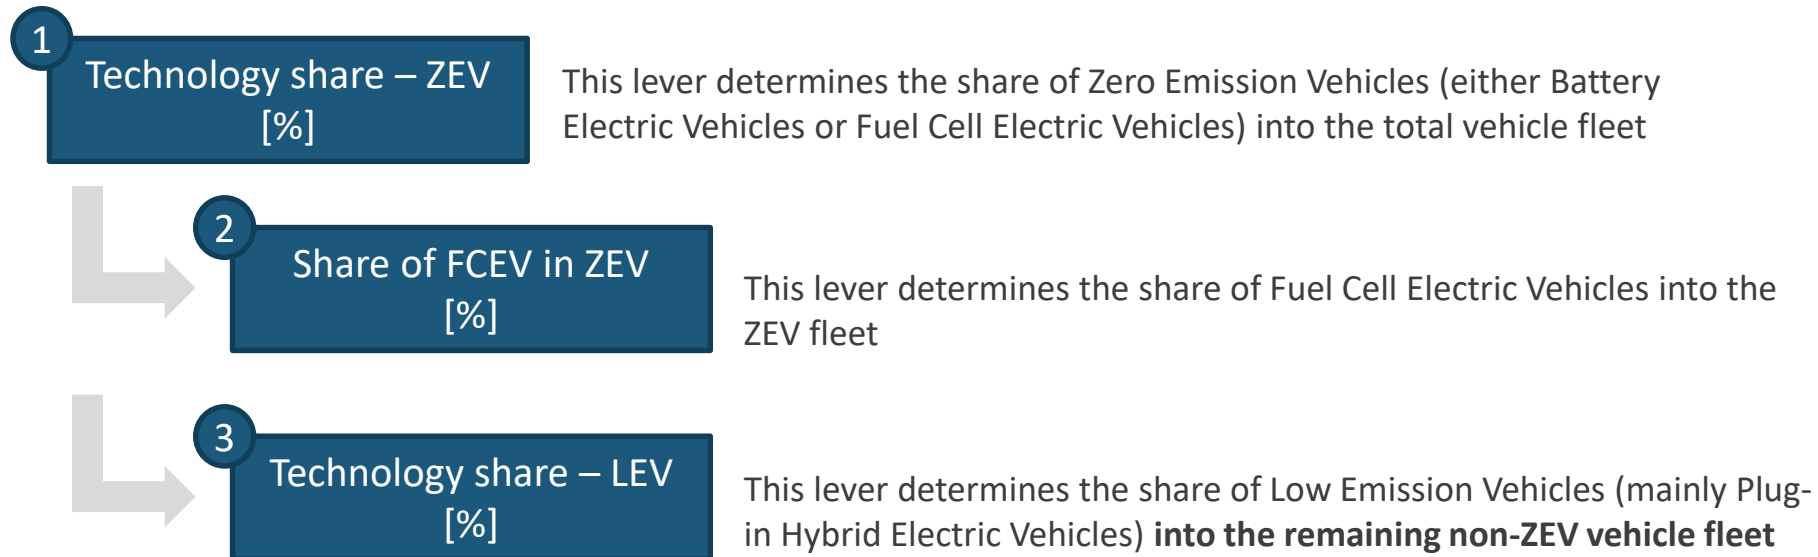 1
Technology share – ZEV
[%]
This lever determines the share of Zero Emission Vehicles (either Battery
Electric Vehicles or Fuel Cell Electric Vehicles) into the total vehicle fleet
2
Share of FCEV in ZEV
[%]
This lever determines the share of Fuel Cell Electric Vehicles into the
ZEV fleet
3
Technology share – LEV
[%]
This lever determines the share of Low Emission Vehicles (mainly Plug-
in Hybrid Electric Vehicles) into the remaining non-ZEV vehicle fleet